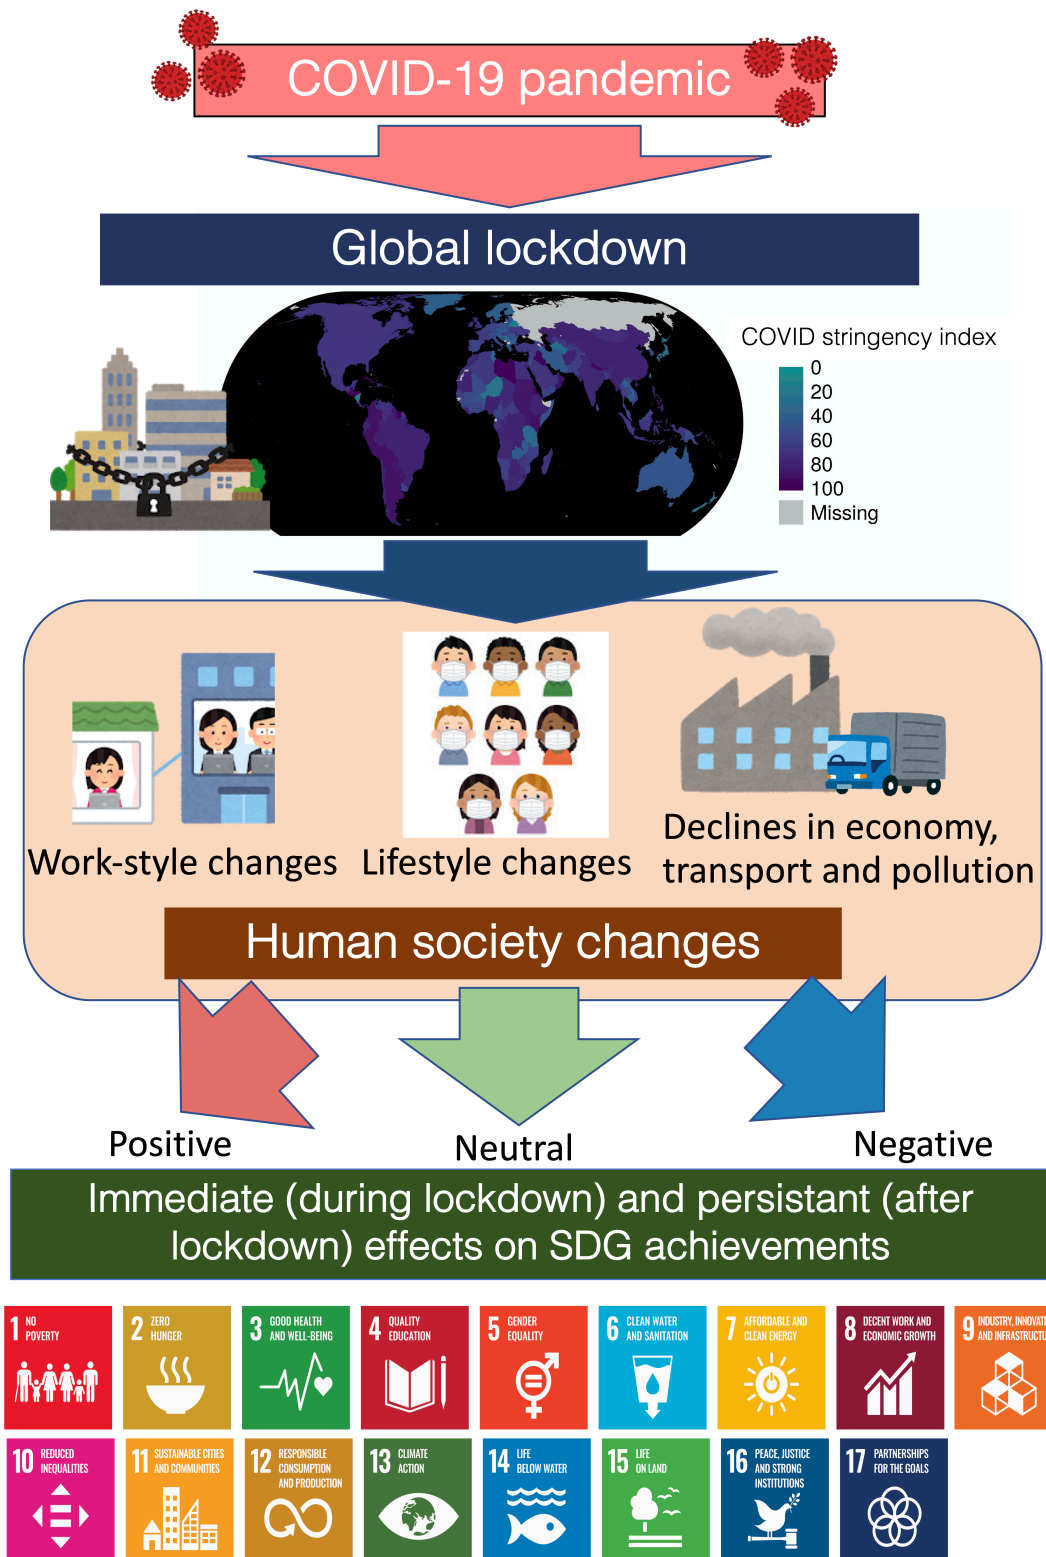 COVID-19 pandemic
Global lockdown
COVID stringency index
0
20
40
60
80
100
Missing
Work-style changes
Lifestyle changes
Declines in economy,
transport and pollution
Human society changes
Positive
Neutral
Negative
Immediate (during lockdown) and persistant (after
lockdown) effects on SDG achievements
1 NO
POVERTY
2 ZERO
HUNGER
3 GOOD HEALTH
AND WELL-BEING
4 QUALITY
EDUCATION
5 GENDER
EQUALITY
6 CLEAN WATER
AND SANITATION
7 AFFORDABLE AND
CLEAN ENERGY
8 DECENT WORK AND
ECONOMIC GROWTH
9 INDUSTRY, INNOVATI
AND INFRASTRUCTU
10 REDUCED
INEQUALITIES
11 SUSTAINABLE CITIES
AND COMMUNITIES
12 RESPONSIBLE
CONSUMPTION
AND PRODUCTION
13 CLIMATE
ACTION
14 LIFE
BELOW WATER
15 LIFE
ON LAND
16 PEACE, JUSTICE
AND STRONG
INSTITUTIONS
17 PARTNERSHIPS
FOR THE GOALS